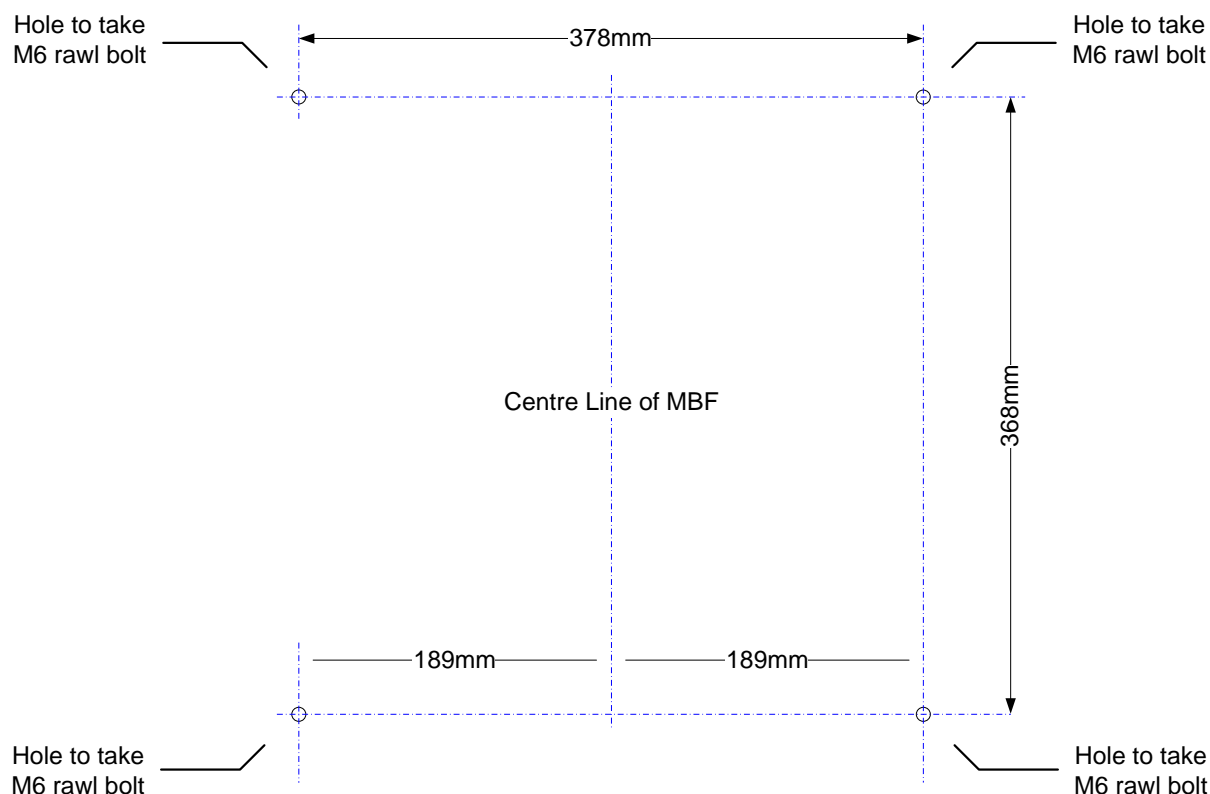 Hole to take
M6 rawl bolt
378mm
Hole to take
M6 rawl bolt
Centre Line of MBF
368mm
189mm
189mm
Hole to take
M6 rawl bolt
Hole to take
M6 rawl bolt